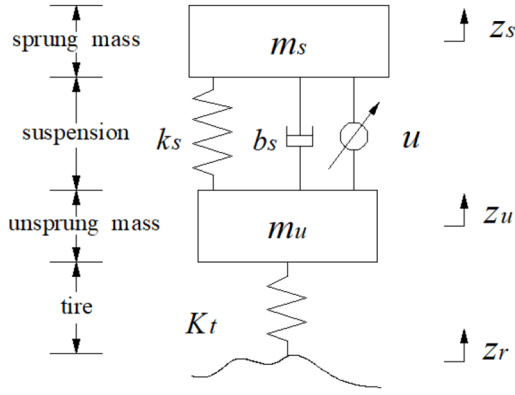 sprung mass
ms
zs
suspension
ks
bs
u
unsprung mass
mu
zu
tire
Kt
zr